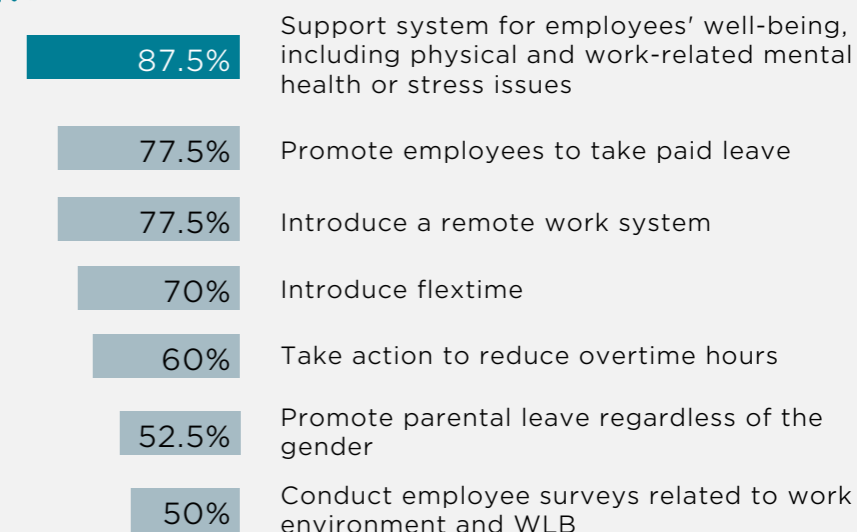 87.5%
Support system for employees' well-being,
including physical and work-related mental
health or stress issues
77.5%
Promote employees to take paid leave
77.5%
Introduce a remote work system
70%
Introduce flextime
60%
Take action to reduce overtime hours
52.5%
Promote parental leave regardless of the
gender
50%
Conduct employee surveys related to work
environment and WLB